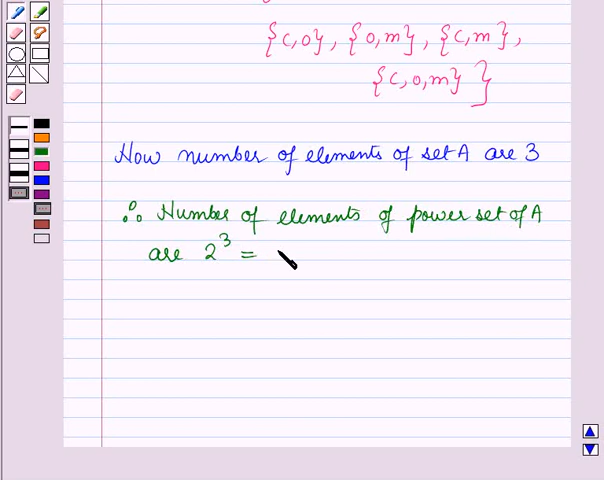 {c,o} , {o,m} , {c,m} ,
{c,o,m} }
Now number of elements of set A are 3
∴ Number of elements of power set of A
are 2³ =